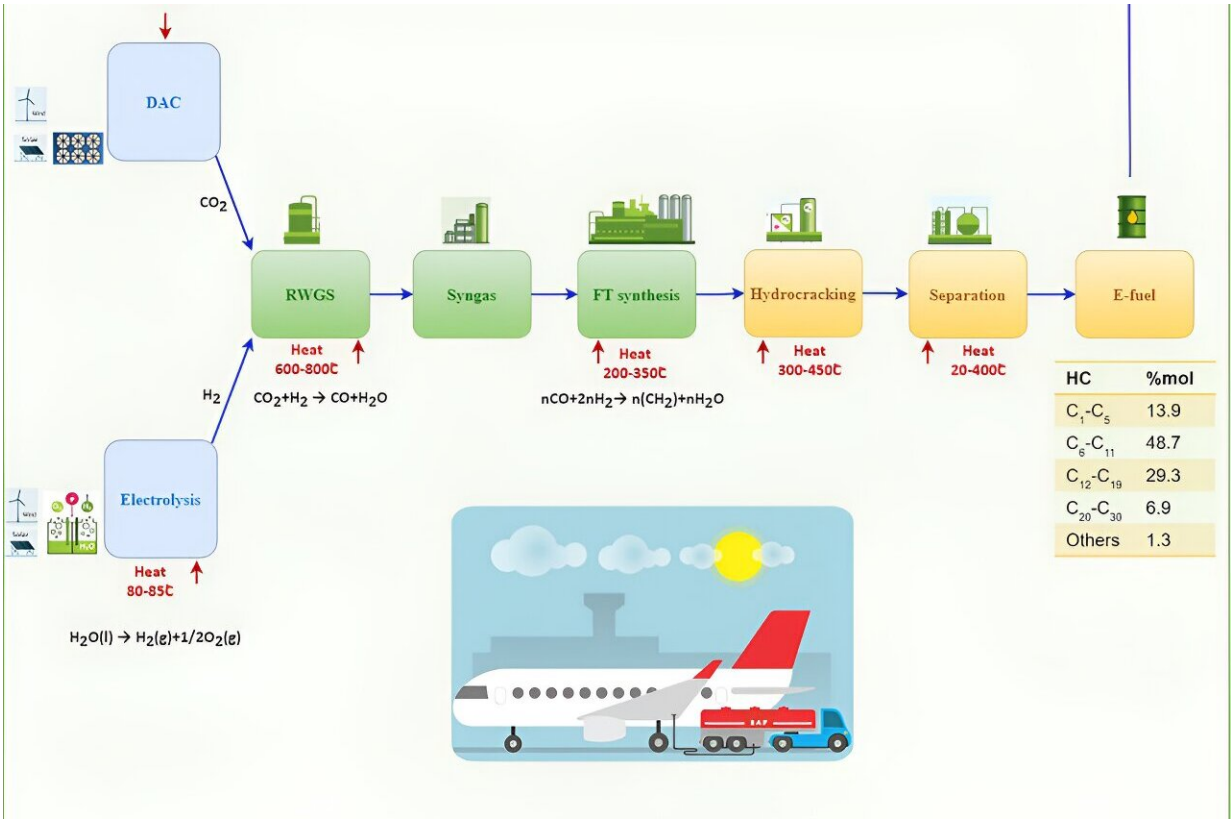 DAC
CO₂
RWGS
Syngas
FT synthesis
Hydrocracking
Separation
E-fuel
Heat
600-800℃
Heat
200-350℃
Heat
300-450℃
Heat
20-400℃
CO₂+H₂ → CO+H₂O
nCO+2nH₂→ n(CH₂)+nH₂O
H₂
Electrolysis
Heat
80-85℃
H₂O(l) → H₂(g)+1/2O₂(g)
HC %mol
C₁-C₅ 13.9
C₆-C₁₁ 48.7
C₁₂-C₁₉ 29.3
C₂₀-C₃₀ 6.9
Others 1.3
SAF